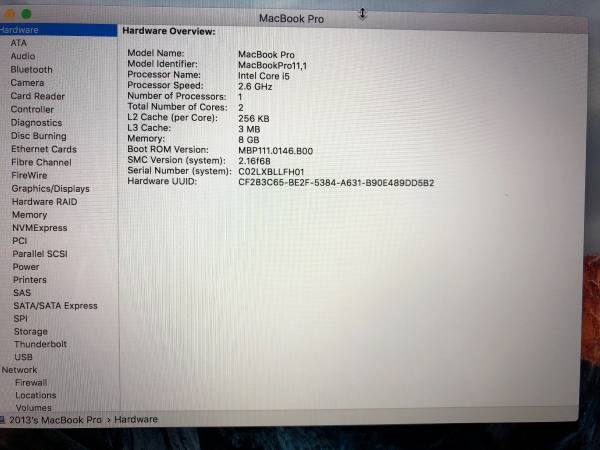 MacBook Pro
Hardware
ATA
Audio
Bluetooth
Camera
Card Reader
Controller
Diagnostics
Disc Burning
Ethernet Cards
Fibre Channel
FireWire
Graphics/Displays
Hardware RAID
Memory
NVMExpress
PCI
Parallel SCSI
Power
Printers
SAS
SATA/SATA Express
SPI
Storage
Thunderbolt
USB
Network
Firewall
Locations
Volumes
Hardware Overview:
Model Name: MacBook Pro
Model Identifier: MacBookPro11,1
Processor Name: Intel Core i5
Processor Speed: 2.6 GHz
Number of Processors: 1
Total Number of Cores: 2
L2 Cache (per Core): 256 KB
L3 Cache: 3 MB
Memory: 8 GB
Boot ROM Version: MBP111.0146.B00
SMC Version (system): 2.16f68
Serial Number (system): C02LXBLLFH01
Hardware UUID: CF283C65-BE2F-5384-A631-B90E489DD5B2
2013's MacBook Pro › Hardware